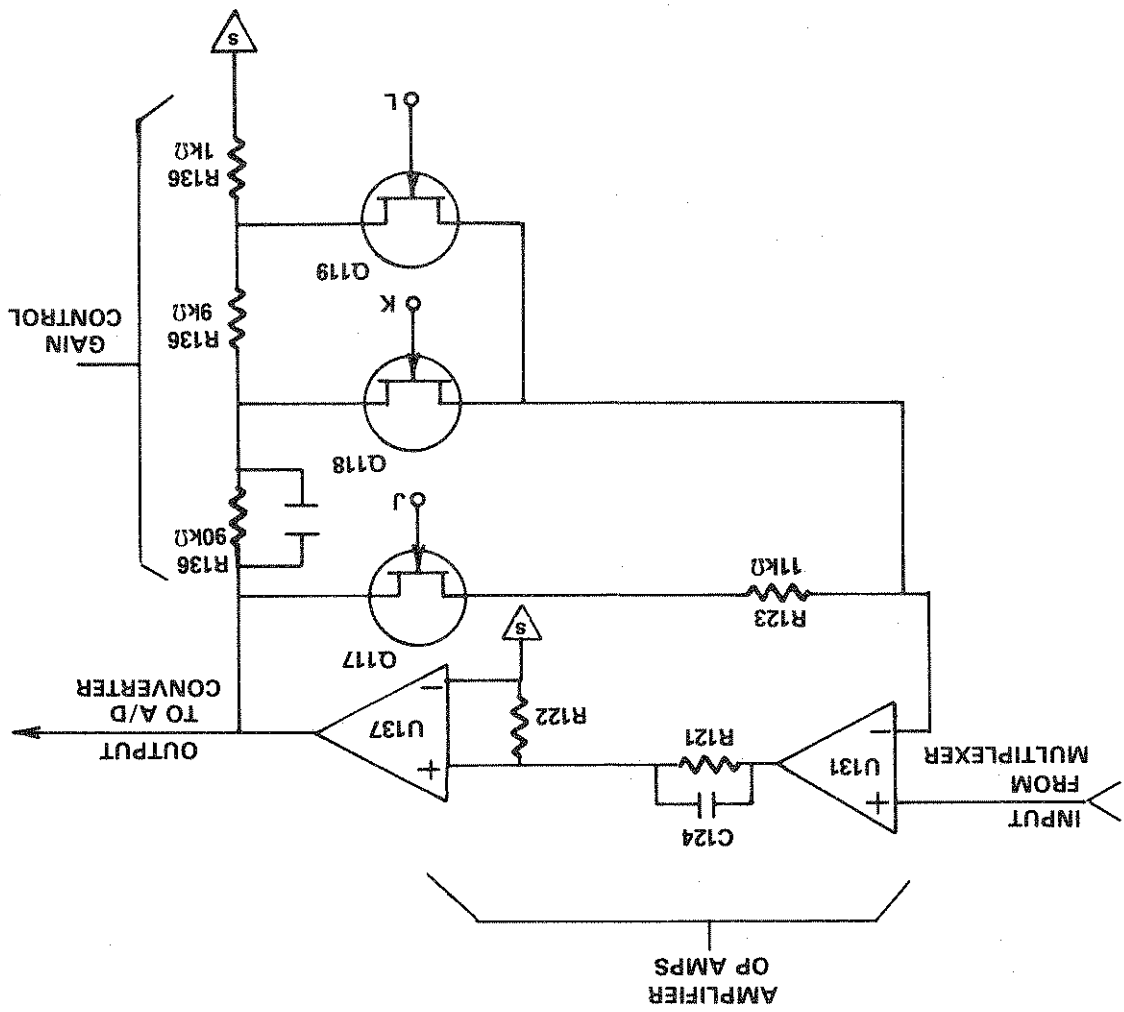 AMPLIFIER
OP AMPS
INPUT
FROM
MULTIPLEXER
+
U131
−
C124
R121
R122
S
+
U137
−
OUTPUT
TO A/D
CONVERTER
R123
11kΩ
Q117
J
R136
90kΩ
Q118
K
GAIN
CONTROL
R136
9kΩ
Q119
L
R136
1kΩ
S